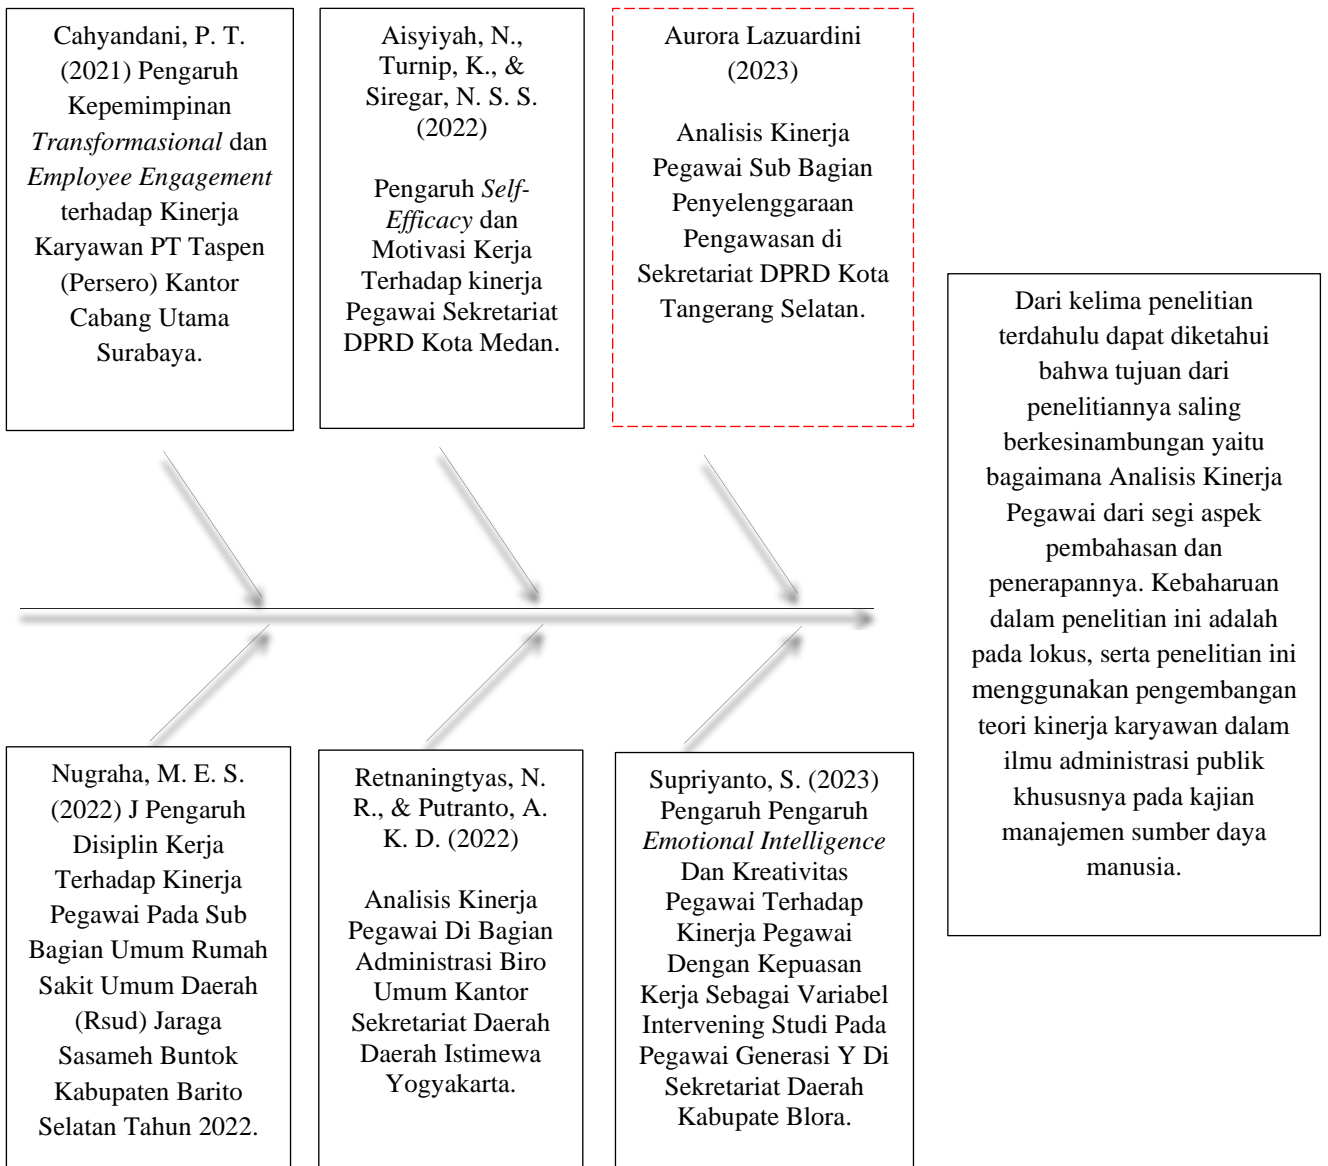 Cahyandani, P. T.
(2021) Pengaruh
Kepemimpinan
Transformasional dan
Employee Engagement
terhadap Kinerja
Karyawan PT Taspen
(Persero) Kantor
Cabang Utama
Surabaya.
Aisyiyah, N.,
Turnip, K., &
Siregar, N. S. S.
(2022)
Pengaruh Self-
Efficacy dan
Motivasi Kerja
Terhadap kinerja
Pegawai Sekretariat
DPRD Kota Medan.
Aurora Lazuardini
(2023)
Analisis Kinerja
Pegawai Sub Bagian
Penyelenggaraan
Pengawasan di
Sekretariat DPRD Kota
Tangerang Selatan.
Nugraha, M. E. S.
(2022) J Pengaruh
Disiplin Kerja
Terhadap Kinerja
Pegawai Pada Sub
Bagian Umum Rumah
Sakit Umum Daerah
(Rsud) Jaraga
Sasameh Buntok
Kabupaten Barito
Selatan Tahun 2022.
Retnaningtyas, N.
R., & Putranto, A.
K. D. (2022)
Analisis Kinerja
Pegawai Di Bagian
Administrasi Biro
Umum Kantor
Sekretariat Daerah
Daerah Istimewa
Yogyakarta.
Supriyanto, S. (2023)
Pengaruh Pengaruh
Emotional Intelligence
Dan Kreativitas
Pegawai Terhadap
Kinerja Pegawai
Dengan Kepuasan
Kerja Sebagai Variabel
Intervening Studi Pada
Pegawai Generasi Y Di
Sekretariat Daerah
Kabupate Blora.
Dari kelima penelitian
terdahulu dapat diketahui
bahwa tujuan dari
penelitiannya saling
berkesinambungan yaitu
bagaimana Analisis Kinerja
Pegawai dari segi aspek
pembahasan dan
penerapannya. Kebaharuan
dalam penelitian ini adalah
pada lokus, serta penelitian ini
menggunakan pengembangan
teori kinerja karyawan dalam
ilmu administrasi publik
khususnya pada kajian
manajemen sumber daya
manusia.